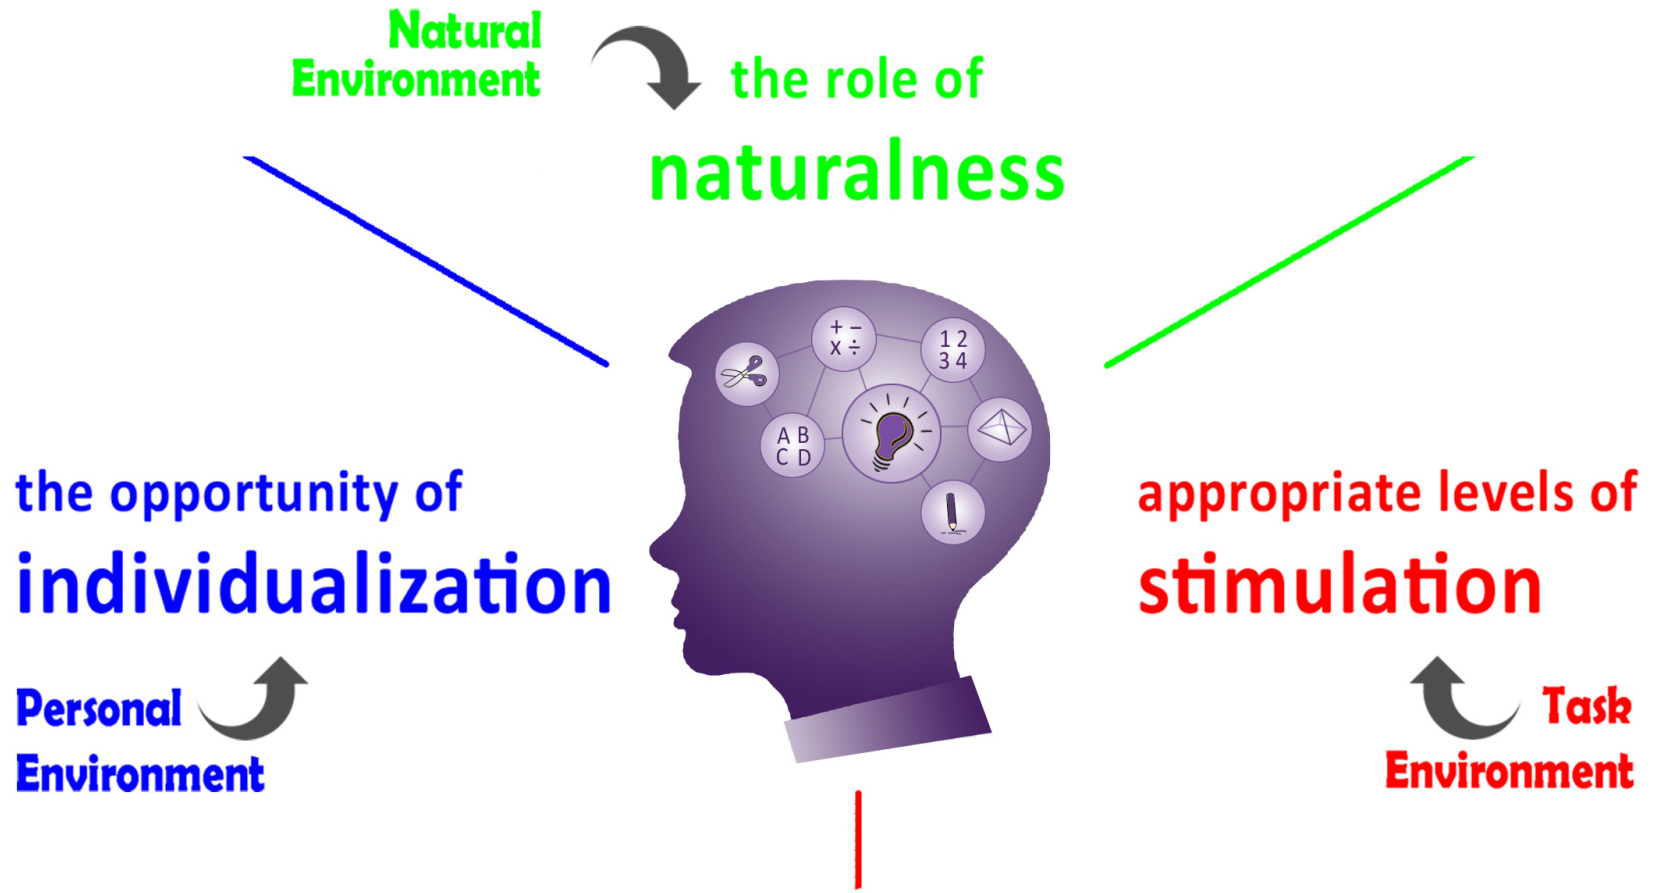 Natural
Environment
the role of
naturalness
+ −
x ÷
1 2
3 4
A B
C D
the opportunity of
individualization
Personal
Environment
appropriate levels of
stimulation
Task
Environment